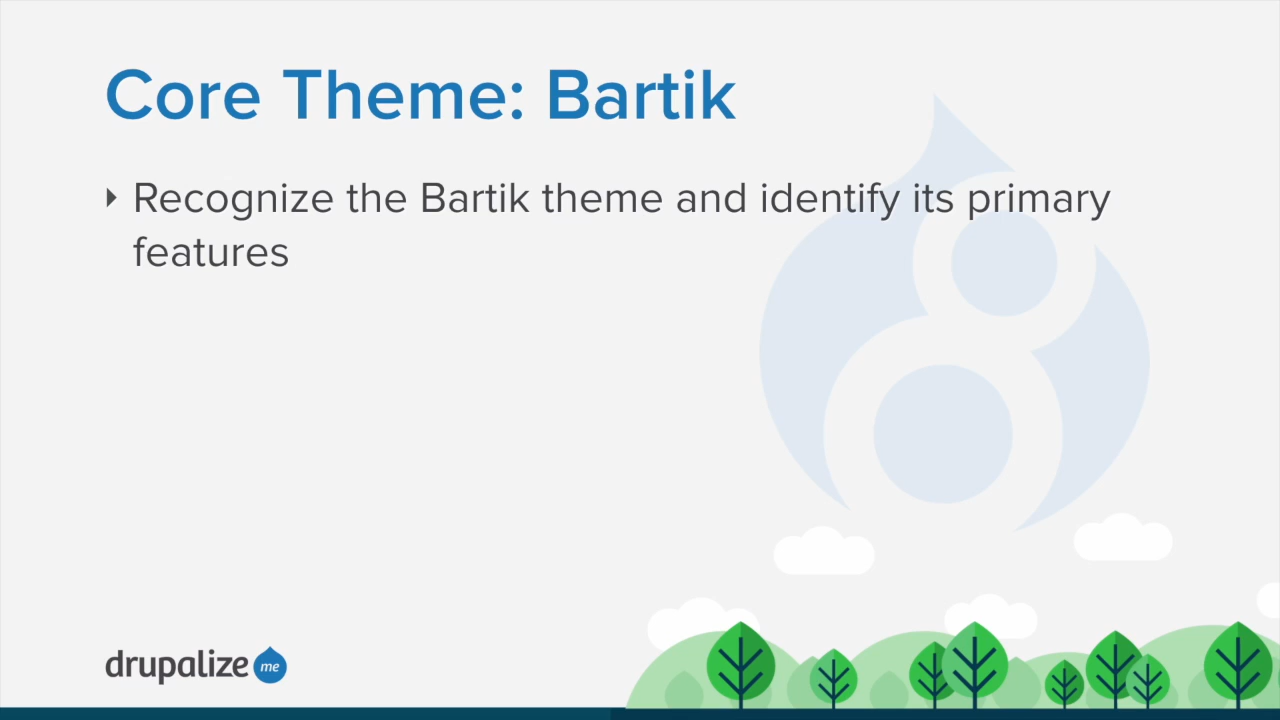 Core Theme: Bartik
Recognize the Bartik theme and identify its primary
features
drupalize me